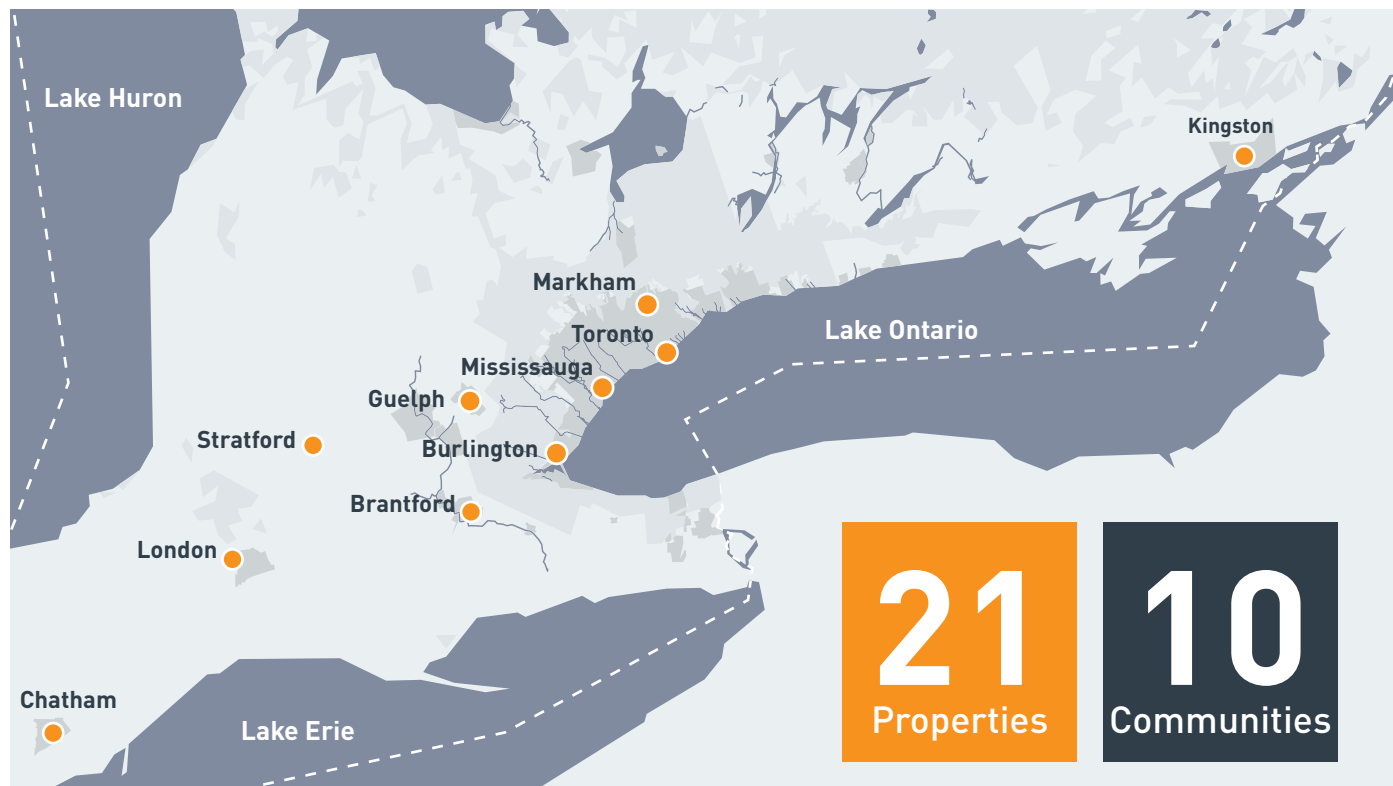 Lake Huron
Kingston
Markham
Lake Ontario
Toronto
Mississauga
Guelph
Stratford
Burlington
Brantford
London
21
Properties
10
Communities
Chatham
Lake Erie